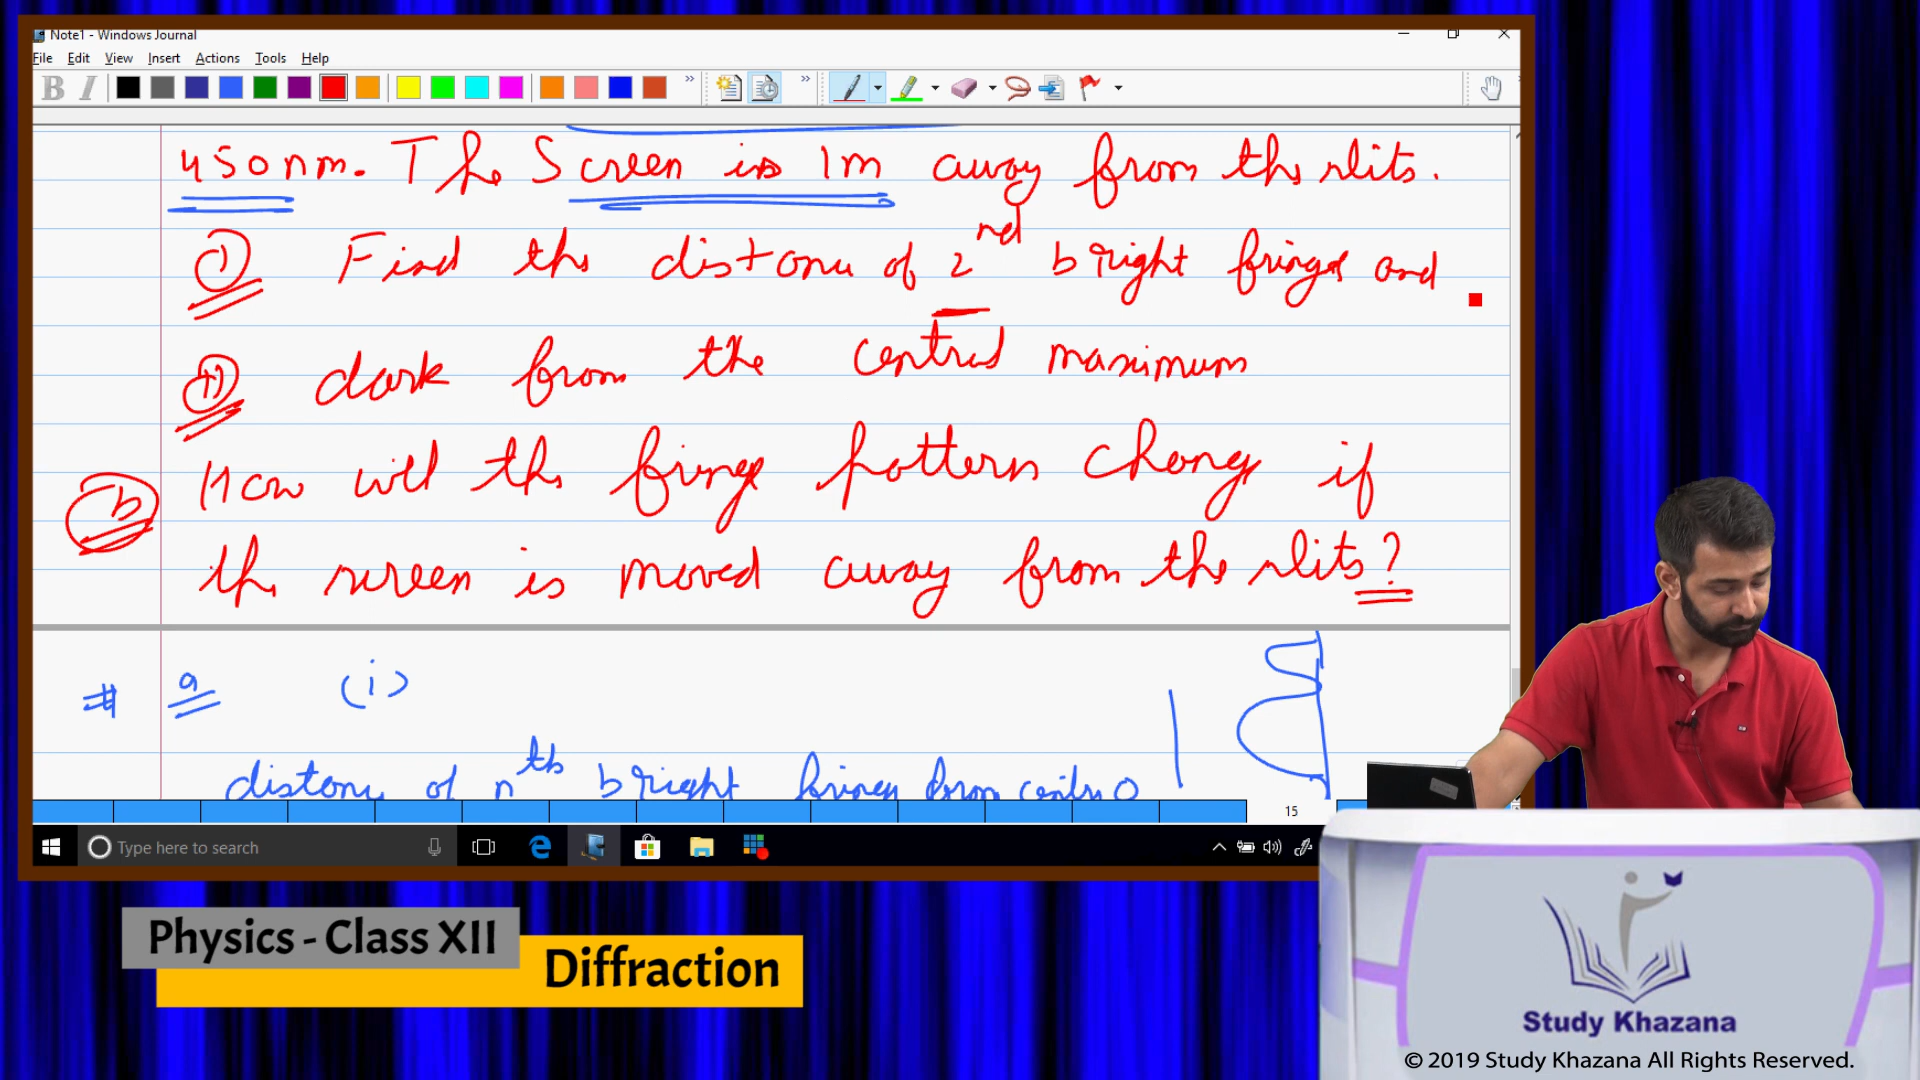 Note1 - Windows Journal
File Edit View Insert Actions Tools Help
B I
450nm. The Screen is 1m away from the slits.
(i) Find the distance of 2nd bright fringe and
(ii) dark from the central maximum
(b) How will the fringe pattern change if
the screen is moved away from the slits?
# a (i)
distance of nth bright fringe from centre O
15
Type here to search
Physics - Class XII
Diffraction
Study Khazana
© 2019 Study Khazana All Rights Reserved.